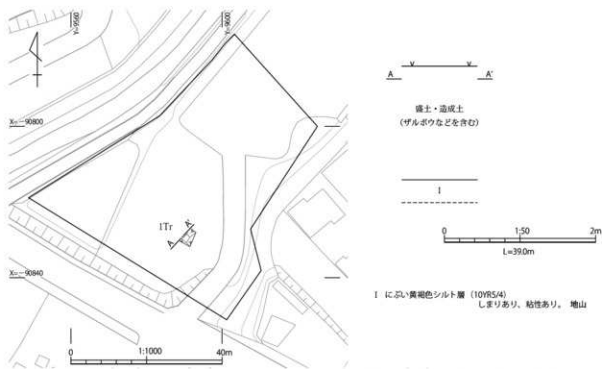 Y=9560
Y=9600
X=-90800
1Tr
A
A'
X=-90840
0
1:1000
40m
A
A'
盛土・造成土
(ザルボウなどを含む)
I
0
1:50
2m
L=39.0m
I にぶい黄褐色シルト層 (10YR5/4)
しまりあり、粘性あり。 地山